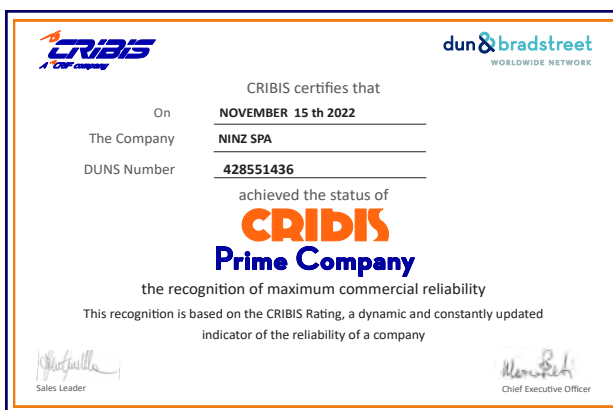 CRIBIS
A CRIF company
dun & bradstreet
WORLDWIDE NETWORK
CRIBIS certifies that
On NOVEMBER 15 th 2022
The Company NINZ SPA
DUNS Number 428551436
achieved the status of
CRIBIS
Prime Company
the recognition of maximum commercial reliability
This recognition is based on the CRIBIS Rating, a dynamic and constantly updated
indicator of the reliability of a company
Sales Leader
Chief Executive Officer